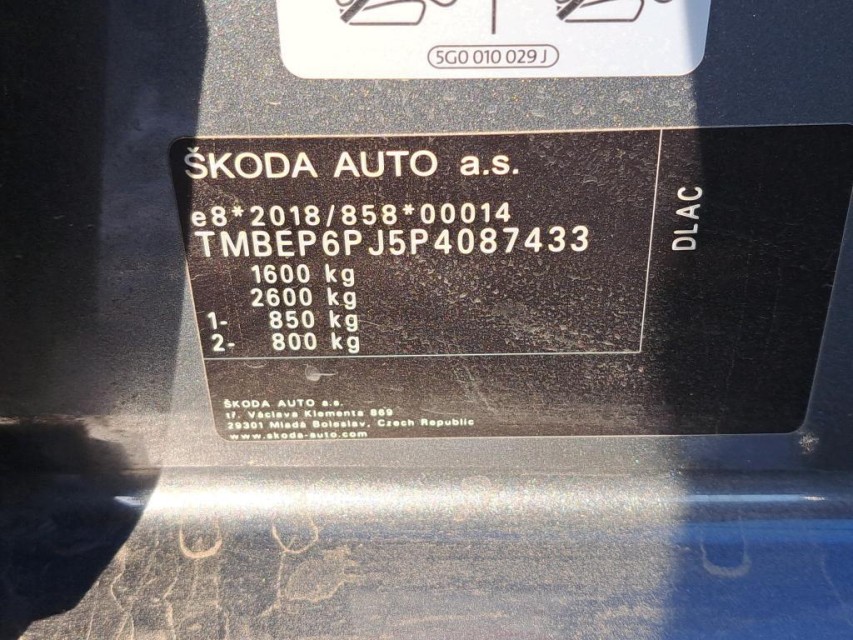 5G0 010 029 J
ŠKODA AUTO a.s.
e8*2018/858*00014
TMBEP6PJ5P4087433
1600 kg
2600 kg
1- 850 kg
2- 800 kg
DLAC
ŠKODA AUTO a.s.
17. Václava Klementa 869
29301 Mladá Boleslav, Czech Republic
www.skoda-auto.com